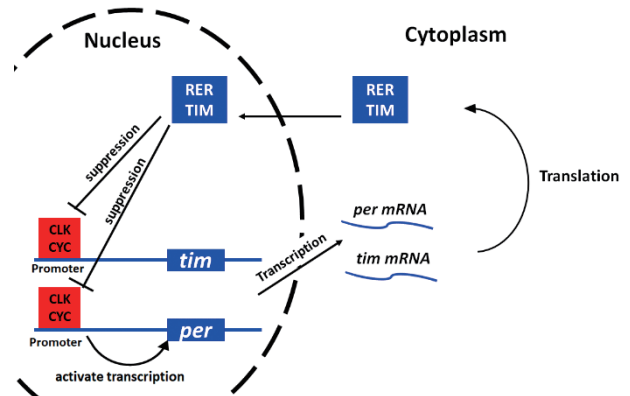 Nucleus
Cytoplasm
RER
TIM
RER
TIM
suppression
suppression
per mRNA
Translation
CLK
CYC
tim
Transcription
tim mRNA
Promoter
CLK
CYC
per
Promoter
activate transcription